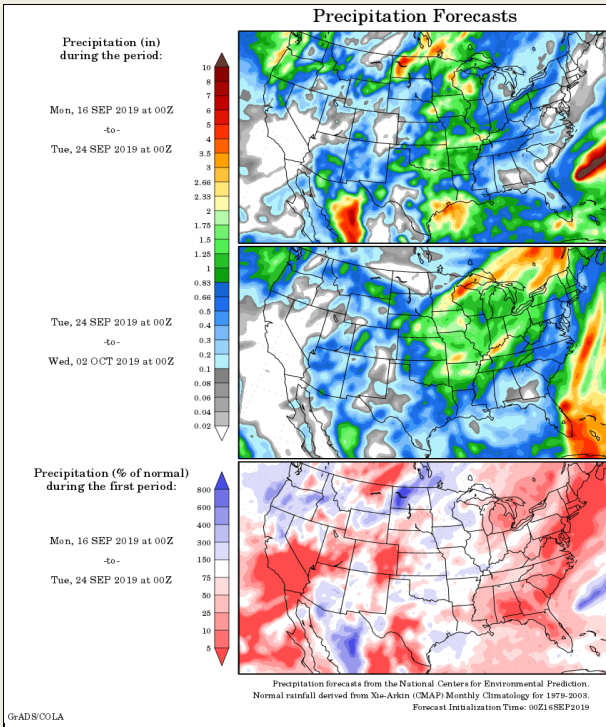 Precipitation Forecasts
Precipitation (in)
during the period:
Mon, 16 SEP 2019 at 00Z
-to-
Tue, 24 SEP 2019 at 00Z
10
8
7
6
5
4
3.5
3
2.66
2.33
2
1.75
1.5
1.25
1
0.83
0.66
0.5
0.4
0.3
0.2
0.1
0.08
0.06
0.04
0.02
Tue, 24 SEP 2019 at 00Z
-to-
Wed, 02 OCT 2019 at 00Z
Precipitation (% of normal)
during the first period:
800
600
400
300
150
75
50
25
10
5
Mon, 16 SEP 2019 at 00Z
-to-
Tue, 24 SEP 2019 at 00Z
Precipitation forecasts from the National Centers for Environmental Prediction.
Normal rainfall derived from Xie-Arkin (CMAP) Monthly Climatology for 1979-2003.
Forecast Initialization Time: 00Z16SEP2019
GrADS/COLA